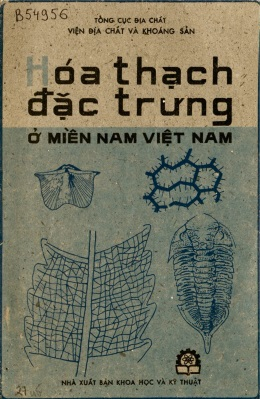 B54956
TỔNG CỤC ĐỊA CHẤT
VIỆN ĐỊA CHẤT VÀ KHOÁNG SẢN
Hóa thạch
đặc trưng
Ở MIỀN NAM VIỆT NAM
NHÀ XUẤT BẢN KHOA HỌC VÀ KỸ THUẬT